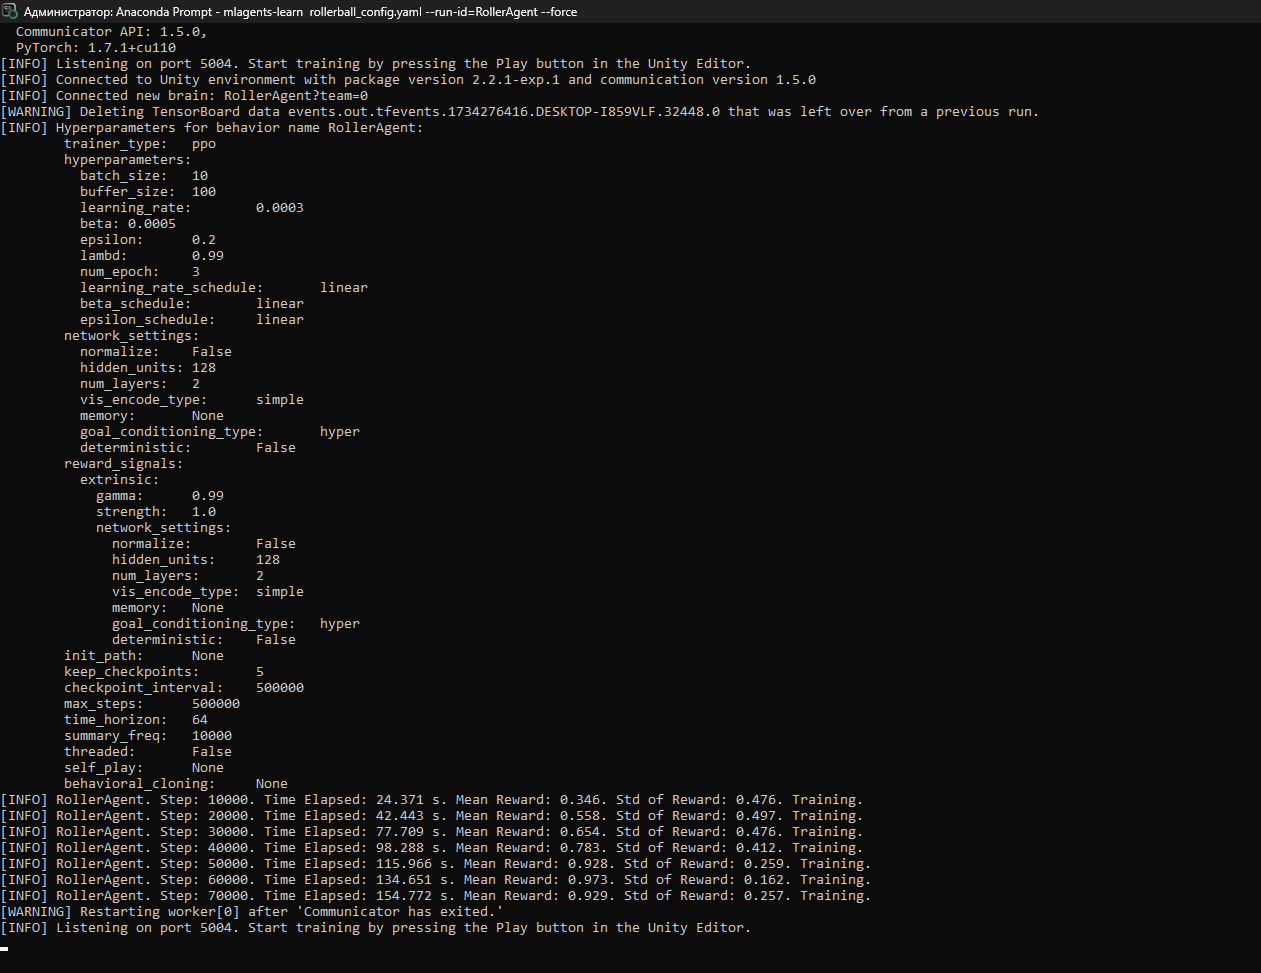 Администратор: Anaconda Prompt - mlagents-learn  rollerball_config.yaml --run-id=RollerAgent --force
Communicator API: 1.5.0,
PyTorch: 1.7.1+cu110
[INFO] Listening on port 5004. Start training by pressing the Play button in the Unity Editor.
[INFO] Connected to Unity environment with package version 2.2.1-exp.1 and communication version 1.5.0
[INFO] Connected new brain: RollerAgent?team=0
[WARNING] Deleting TensorBoard data events.out.tfevents.1734276416.DESKTOP-I859VLF.32448.0 that was left over from a previous run.
[INFO] Hyperparameters for behavior name RollerAgent:
trainer_type: ppo
hyperparameters:
batch_size: 10
buffer_size: 100
learning_rate: 0.0003
beta: 0.0005
epsilon: 0.2
lambd: 0.99
num_epoch: 3
learning_rate_schedule: linear
beta_schedule: linear
epsilon_schedule: linear
network_settings:
normalize: False
hidden_units: 128
num_layers: 2
vis_encode_type: simple
memory: None
goal_conditioning_type: hyper
deterministic: False
reward_signals:
extrinsic:
gamma: 0.99
strength: 1.0
network_settings:
normalize: False
hidden_units: 128
num_layers: 2
vis_encode_type: simple
memory: None
goal_conditioning_type: hyper
deterministic: False
init_path: None
keep_checkpoints: 5
checkpoint_interval: 500000
max_steps: 500000
time_horizon: 64
summary_freq: 10000
threaded: False
self_play: None
behavioral_cloning: None
[INFO] RollerAgent. Step: 10000. Time Elapsed: 24.371 s. Mean Reward: 0.346. Std of Reward: 0.476. Training.
[INFO] RollerAgent. Step: 20000. Time Elapsed: 42.443 s. Mean Reward: 0.558. Std of Reward: 0.497. Training.
[INFO] RollerAgent. Step: 30000. Time Elapsed: 77.709 s. Mean Reward: 0.654. Std of Reward: 0.476. Training.
[INFO] RollerAgent. Step: 40000. Time Elapsed: 98.288 s. Mean Reward: 0.783. Std of Reward: 0.412. Training.
[INFO] RollerAgent. Step: 50000. Time Elapsed: 115.966 s. Mean Reward: 0.928. Std of Reward: 0.259. Training.
[INFO] RollerAgent. Step: 60000. Time Elapsed: 134.651 s. Mean Reward: 0.973. Std of Reward: 0.162. Training.
[INFO] RollerAgent. Step: 70000. Time Elapsed: 154.772 s. Mean Reward: 0.929. Std of Reward: 0.257. Training.
[WARNING] Restarting worker[0] after 'Communicator has exited.'
[INFO] Listening on port 5004. Start training by pressing the Play button in the Unity Editor.